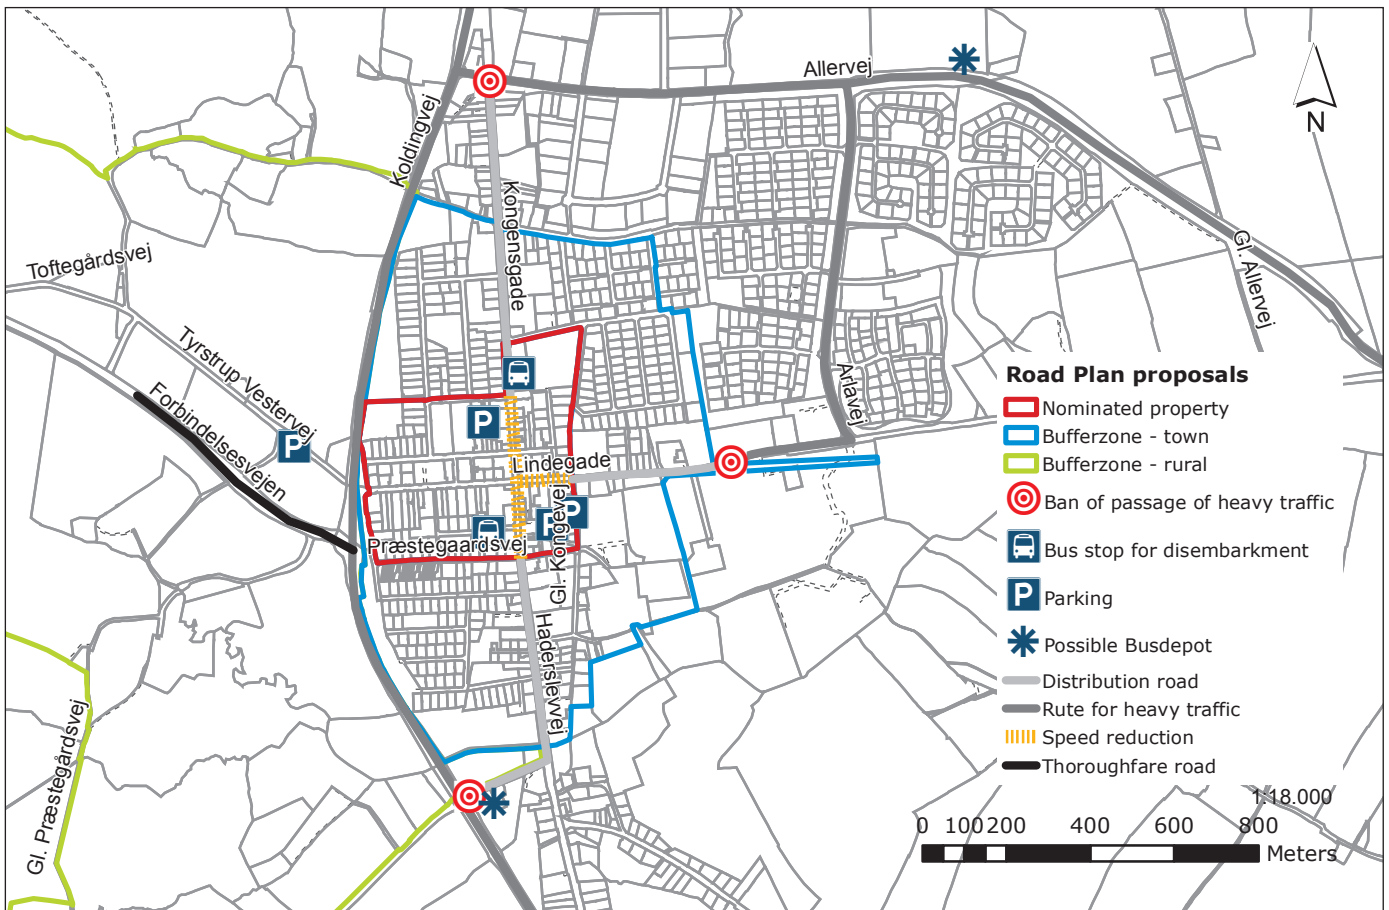 Allervej
N
Koldingvej
Kongensgade
Toftegårdsvej
Gl. Allervej
Tyrstrup Vestervej
Forbindelsesvejen
P
P
Arlavej
Lindegade
P
P
Præstegaardsvej
Gl. Kongevej
Haderslevvej
Gl. Præstegårdsvej
Road Plan proposals
Nominated property
Bufferzone - town
Bufferzone - rural
Ban of passage of heavy traffic
Bus stop for disembarkment
P Parking
Possible Busdepot
Distribution road
Rute for heavy traffic
Speed reduction
Thoroughfare road
1:18.000
0 100 200 400 600 800
Meters